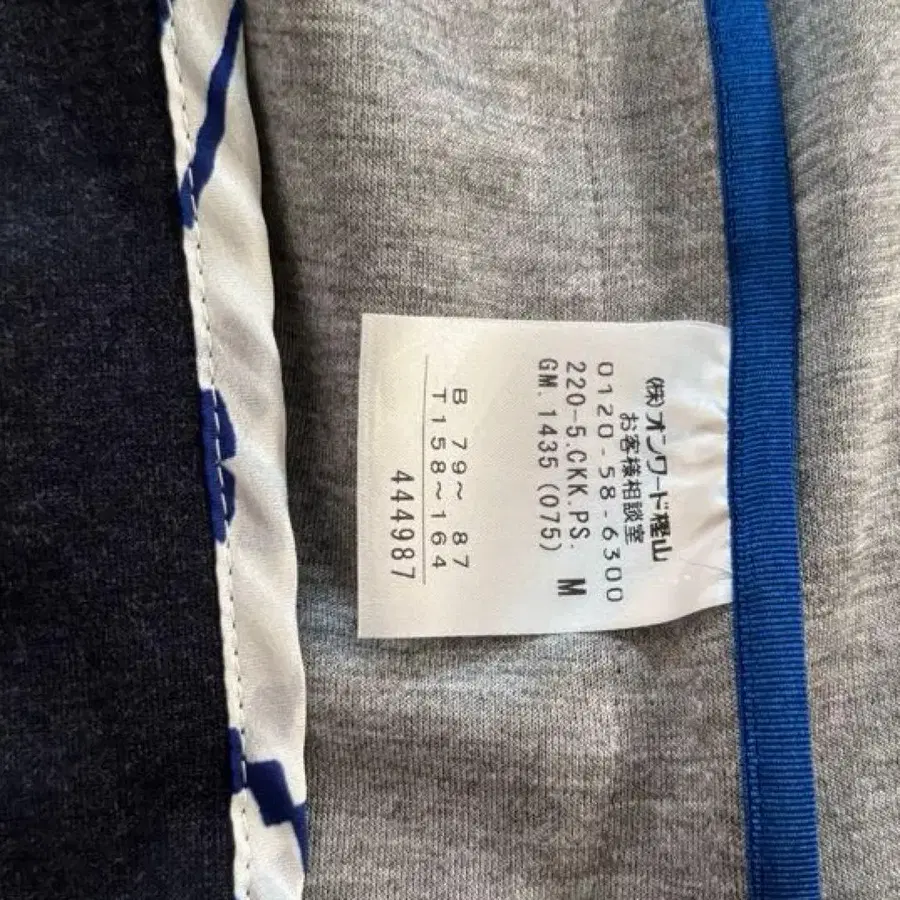 (株)オンワード樫山
お客様相談室
0120-58-6300
220-5.CKK.PS. M
GM.1435(075)
B 79～ 87
T158～164
444987